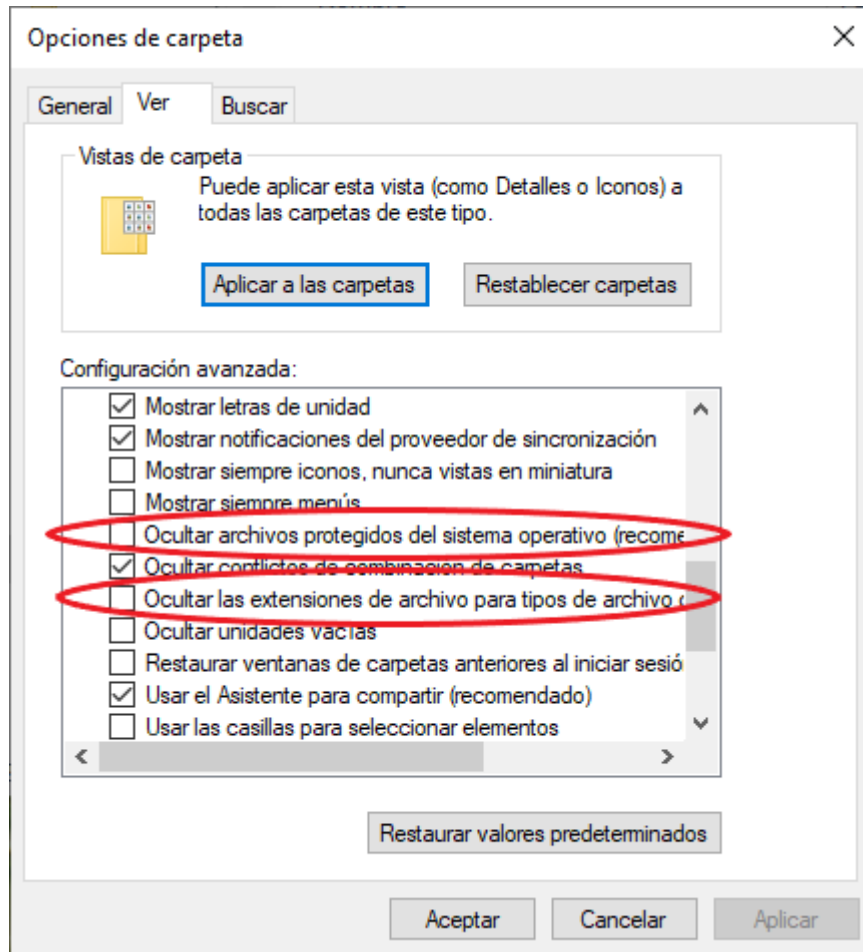 Opciones de carpeta
General Ver Buscar
Vistas de carpeta
Puede aplicar esta vista (como Detalles o Iconos) a
todas las carpetas de este tipo.
Aplicar a las carpetas Restablecer carpetas
Configuración avanzada:
Mostrar letras de unidad
Mostrar notificaciones del proveedor de sincronización
Mostrar siempre iconos, nunca vistas en miniatura
Mostrar siempre menús
Ocultar archivos protegidos del sistema operativo (recome
Ocultar conflictos de combinación de carpetas
Ocultar las extensiones de archivo para tipos de archivo
Ocultar unidades vacías
Restaurar ventanas de carpetas anteriores al iniciar sesió
Usar el Asistente para compartir (recomendado)
Usar las casillas para seleccionar elementos
Restaurar valores predeterminados
Aceptar Cancelar Aplicar